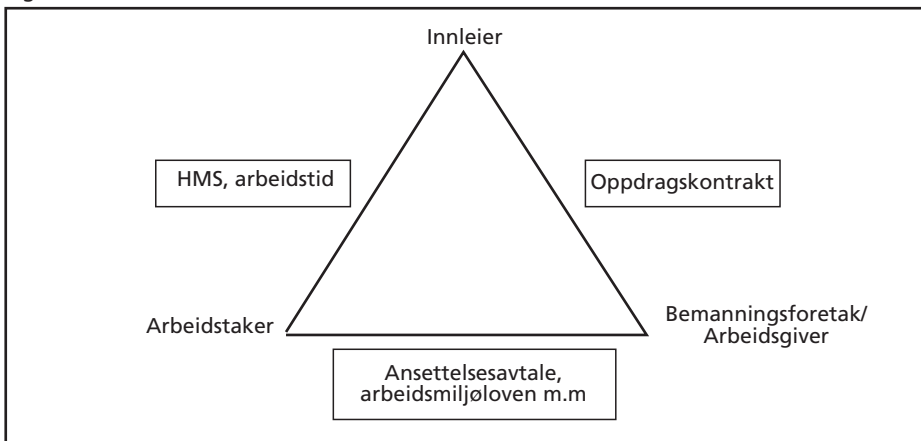 Innleier
HMS, arbeidstid
Oppdragskontrakt
Arbeidstaker
Bemanningsforetak/
Arbeidsgiver
Ansettelsesavtale,
arbeidsmiljøloven m.m